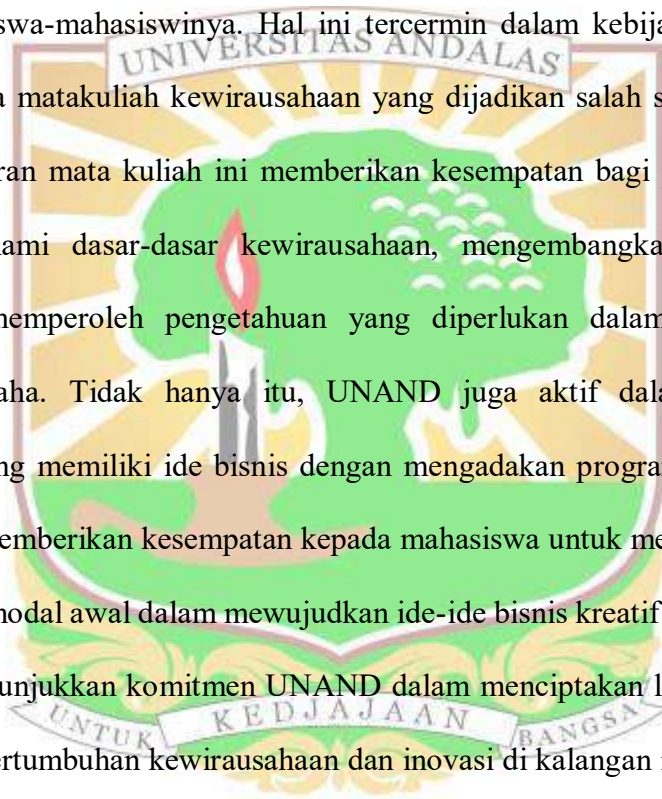 swa-mahasiswinya. Hal ini tercermin dalam kebija
UNIVERSITAS ANDALAS
matakuliah kewirausahaan yang dijadikan salah s
ran mata kuliah ini memberikan kesempatan bagi
ami dasar-dasar kewirausahaan, mengembangka
memperoleh pengetahuan yang diperlukan dalam
aha. Tidak hanya itu, UNAND juga aktif dala
ng memiliki ide bisnis dengan mengadakan progra
emberikan kesempatan kepada mahasiswa untuk me
modal awal dalam mewujudkan ide-ide bisnis kreatif
unjukkan komitmen UNAND dalam menciptakan l
UNTUK KEDJAJAAN BANGSA
ertumbuhan kewirausahaan dan inovasi di kalangan